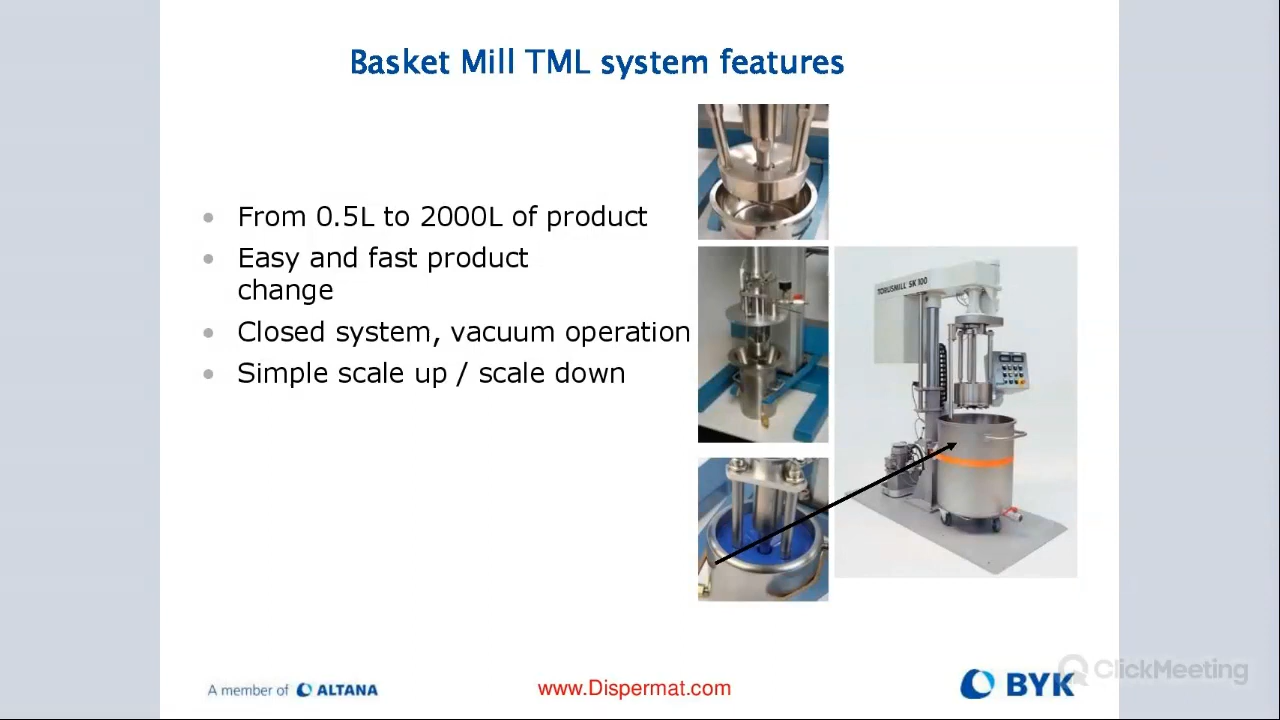 Basket Mill TML system features
From 0.5L to 2000L of product
Easy and fast product
change
Closed system, vacuum operation
Simple scale up / scale down
TORUSMILL SK 100
A member of ALTANA
www.Dispermat.com
BYK
ClickMeeting